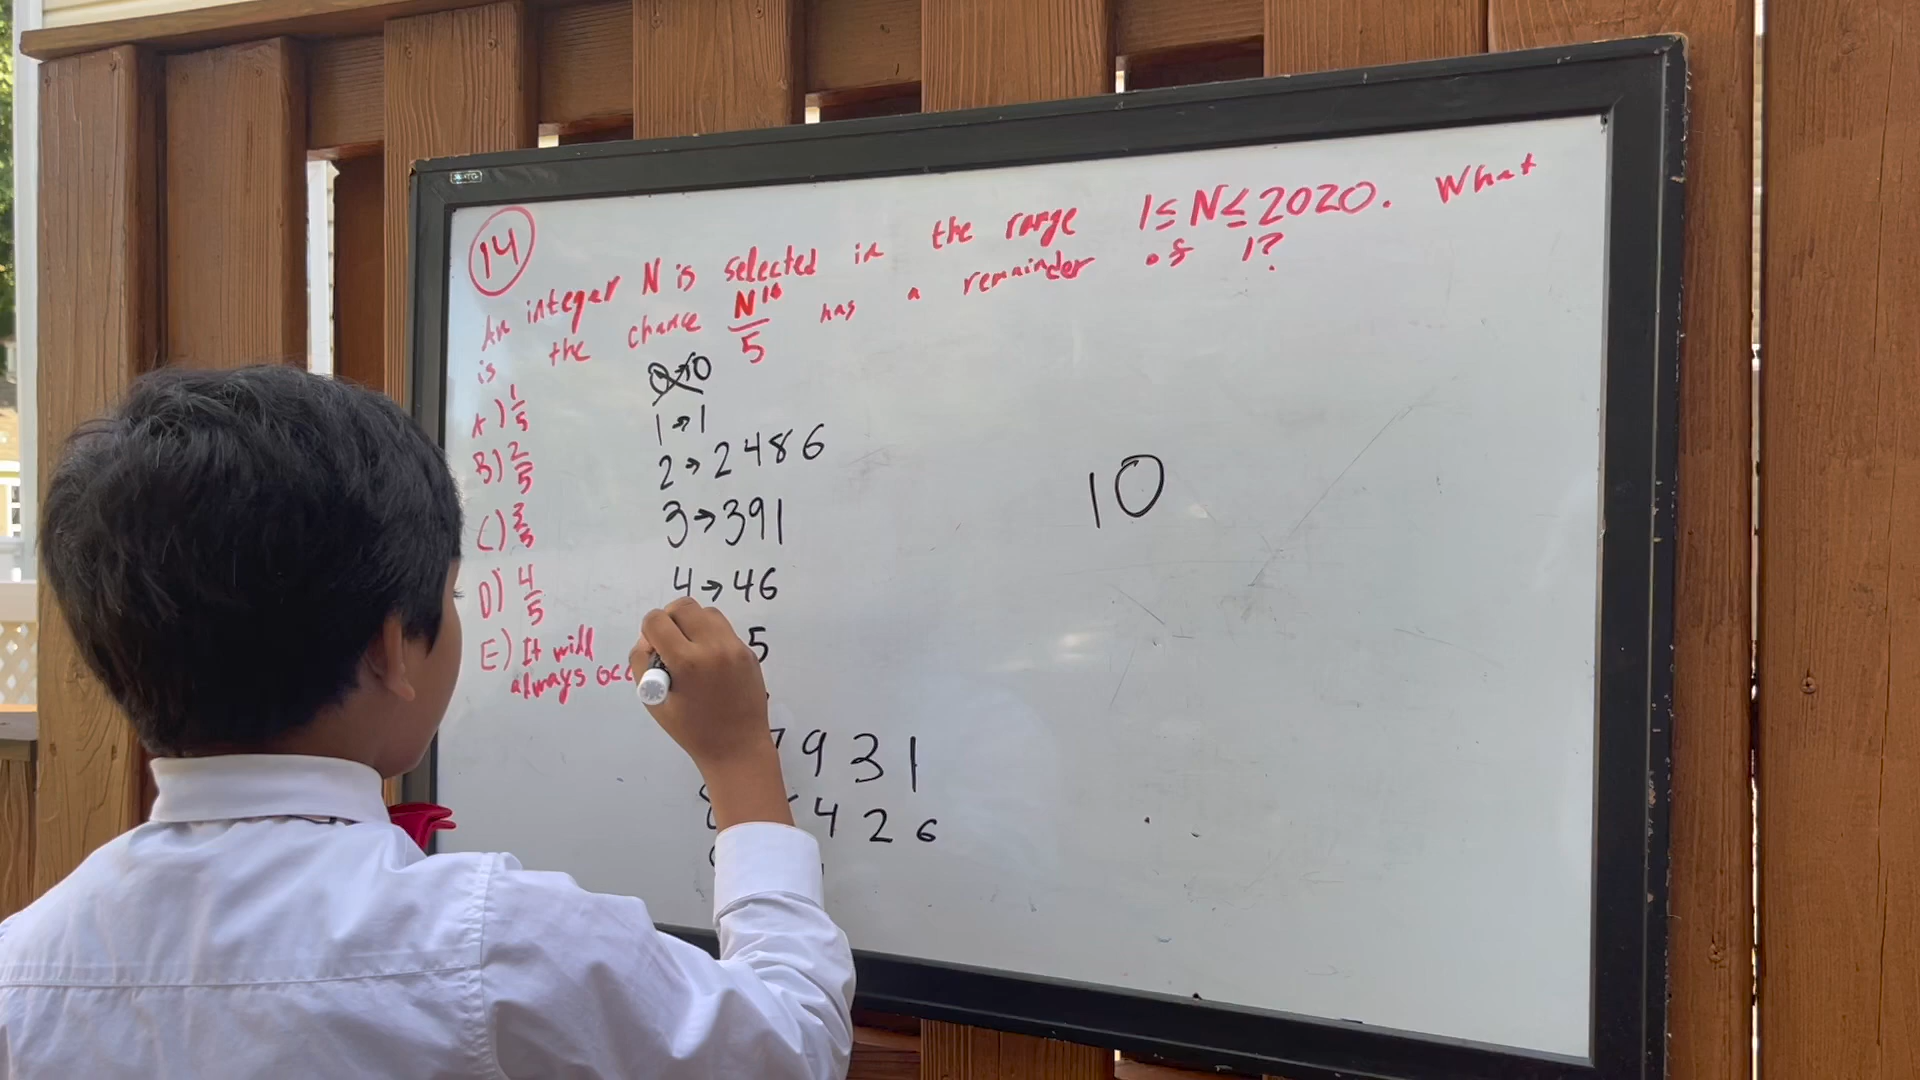 14
An integer N is selected in the range 1≤N≤2020. What
is the chance N¹⁶/5 has a remainder of 1?
A) 1/5
B) 2/5
C) 3/5
D) 4/5
E) It will
always occ
0→0
1→1
2→2486
3→391
4→46
5
7931
8 426
10